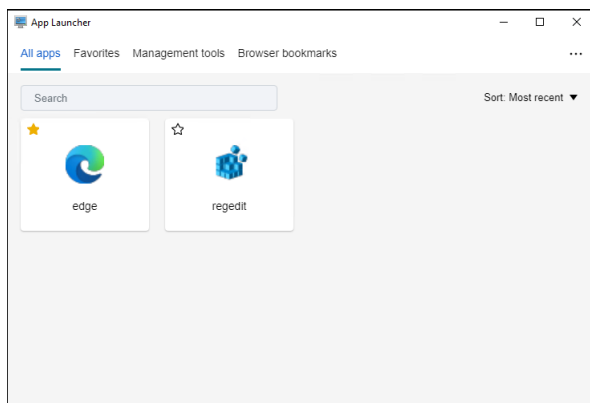 App Launcher
All apps Favorites Management tools Browser bookmarks
Search Sort: Most recent
edge regedit